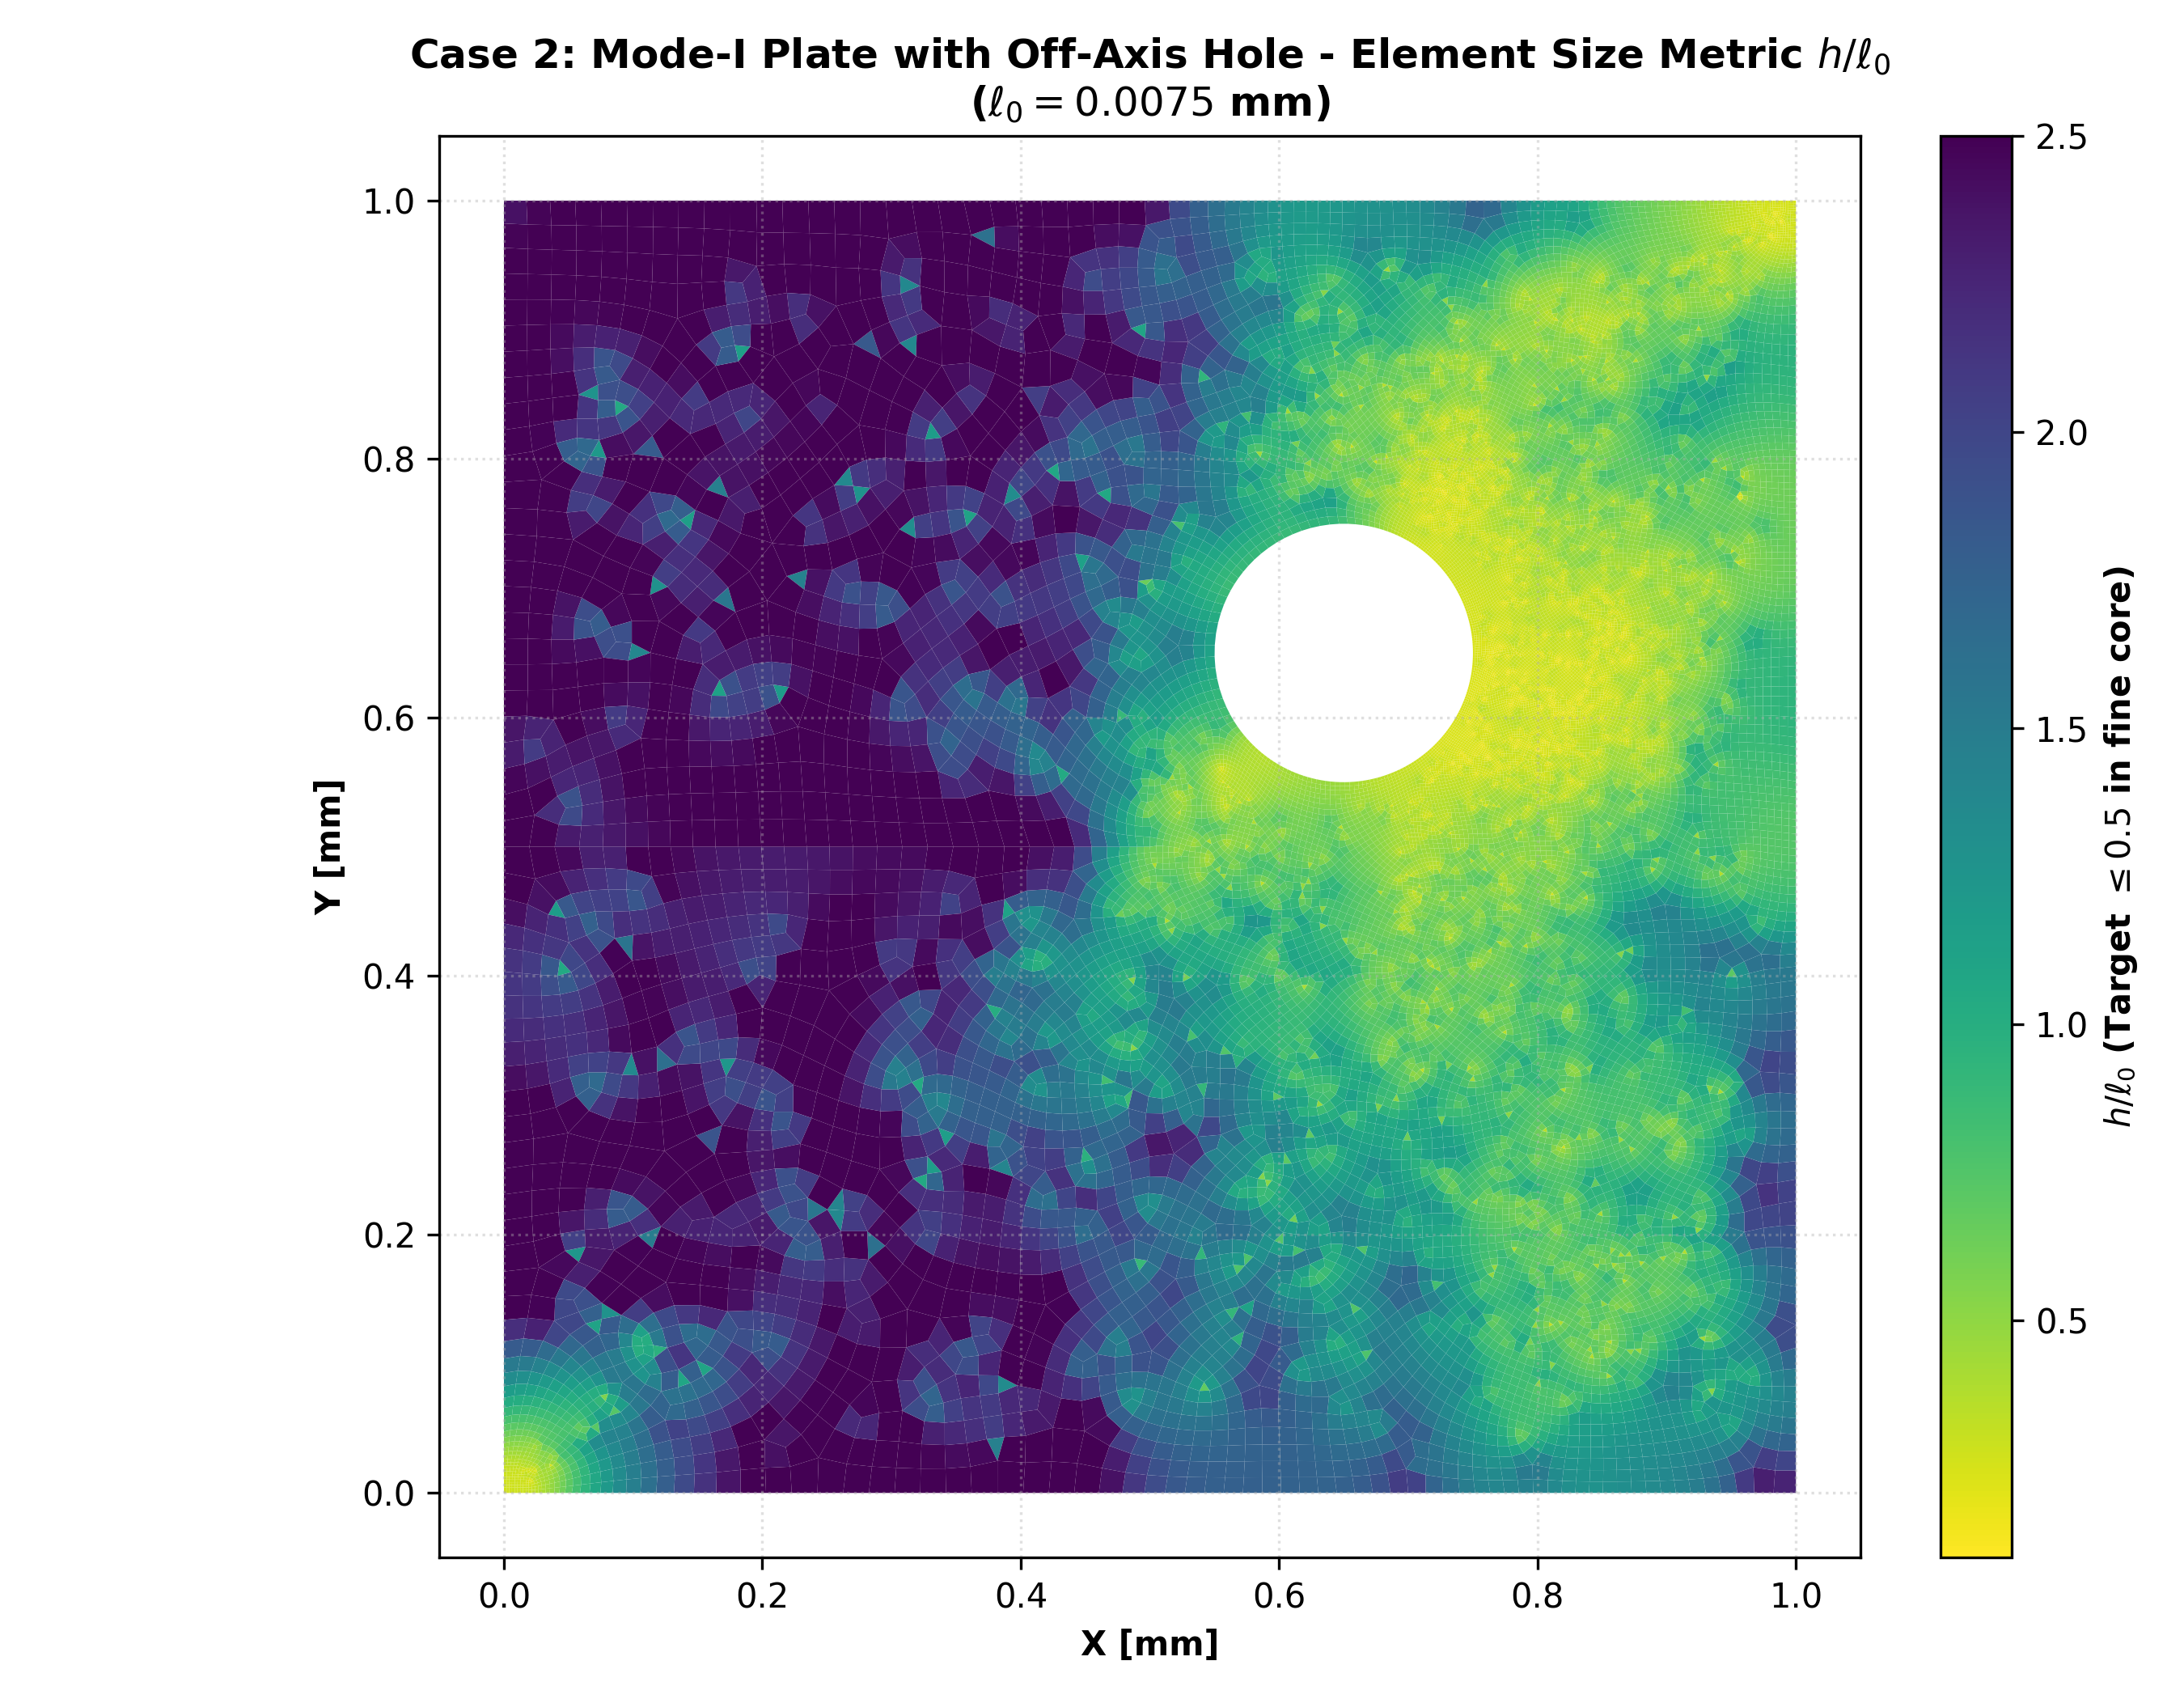 Case 2: Mode-I Plate with Off-Axis Hole - Element Size Metric h/ℓ₀
(ℓ₀ = 0.0075 mm)
1.0
0.8
0.6
0.4
0.2
0.0
Y [mm]
0.0 0.2 0.4 0.6 0.8 1.0
X [mm]
2.5
2.0
1.5
1.0
0.5
h/ℓ₀ (Target ≤ 0.5 in fine core)